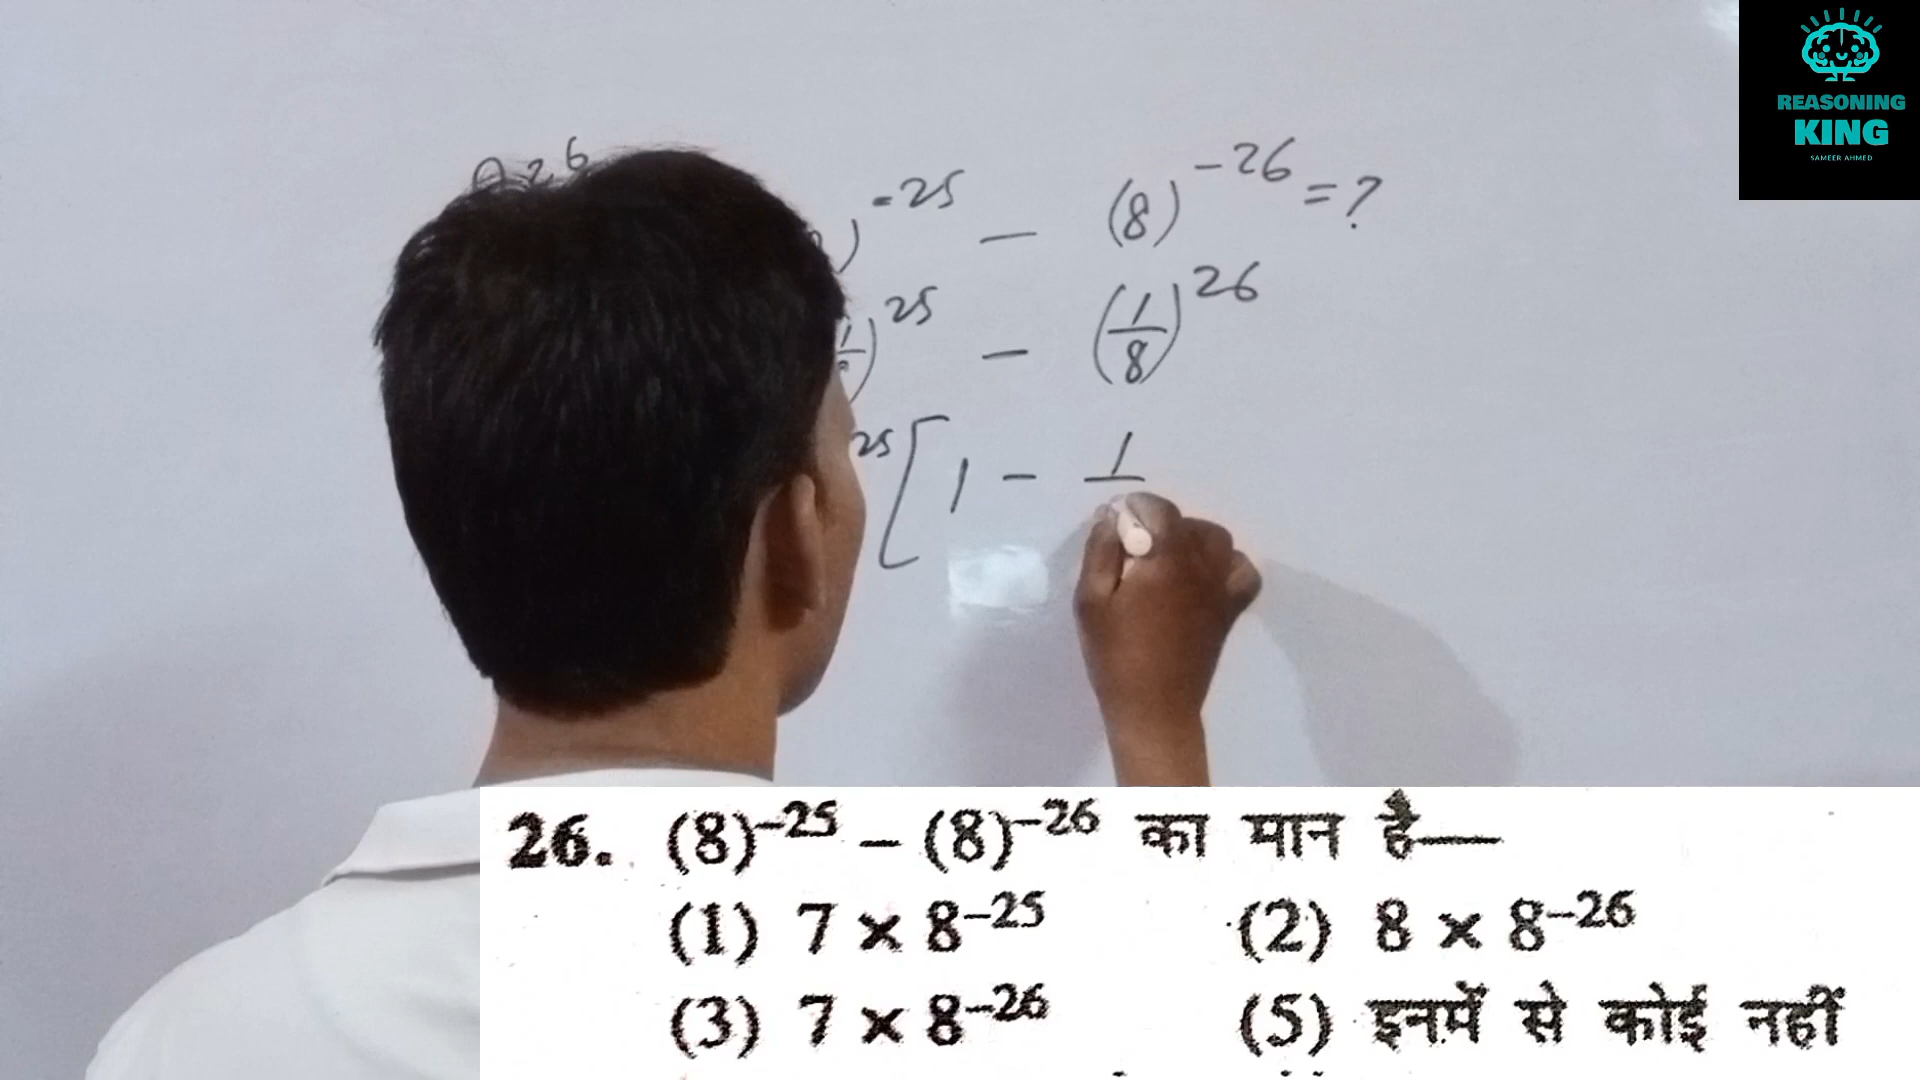 REASONING
KING
SAMEER AHMED
Q26
)-25 — (8)-26 = ?
)25 — (1/8)26
25 [ 1 — 1
26. (8)–25 – (8)–26 का मान है—
(1) 7 × 8–25 (2) 8 × 8–26
(3) 7 × 8–26 (5) इनमें से कोई नहीं